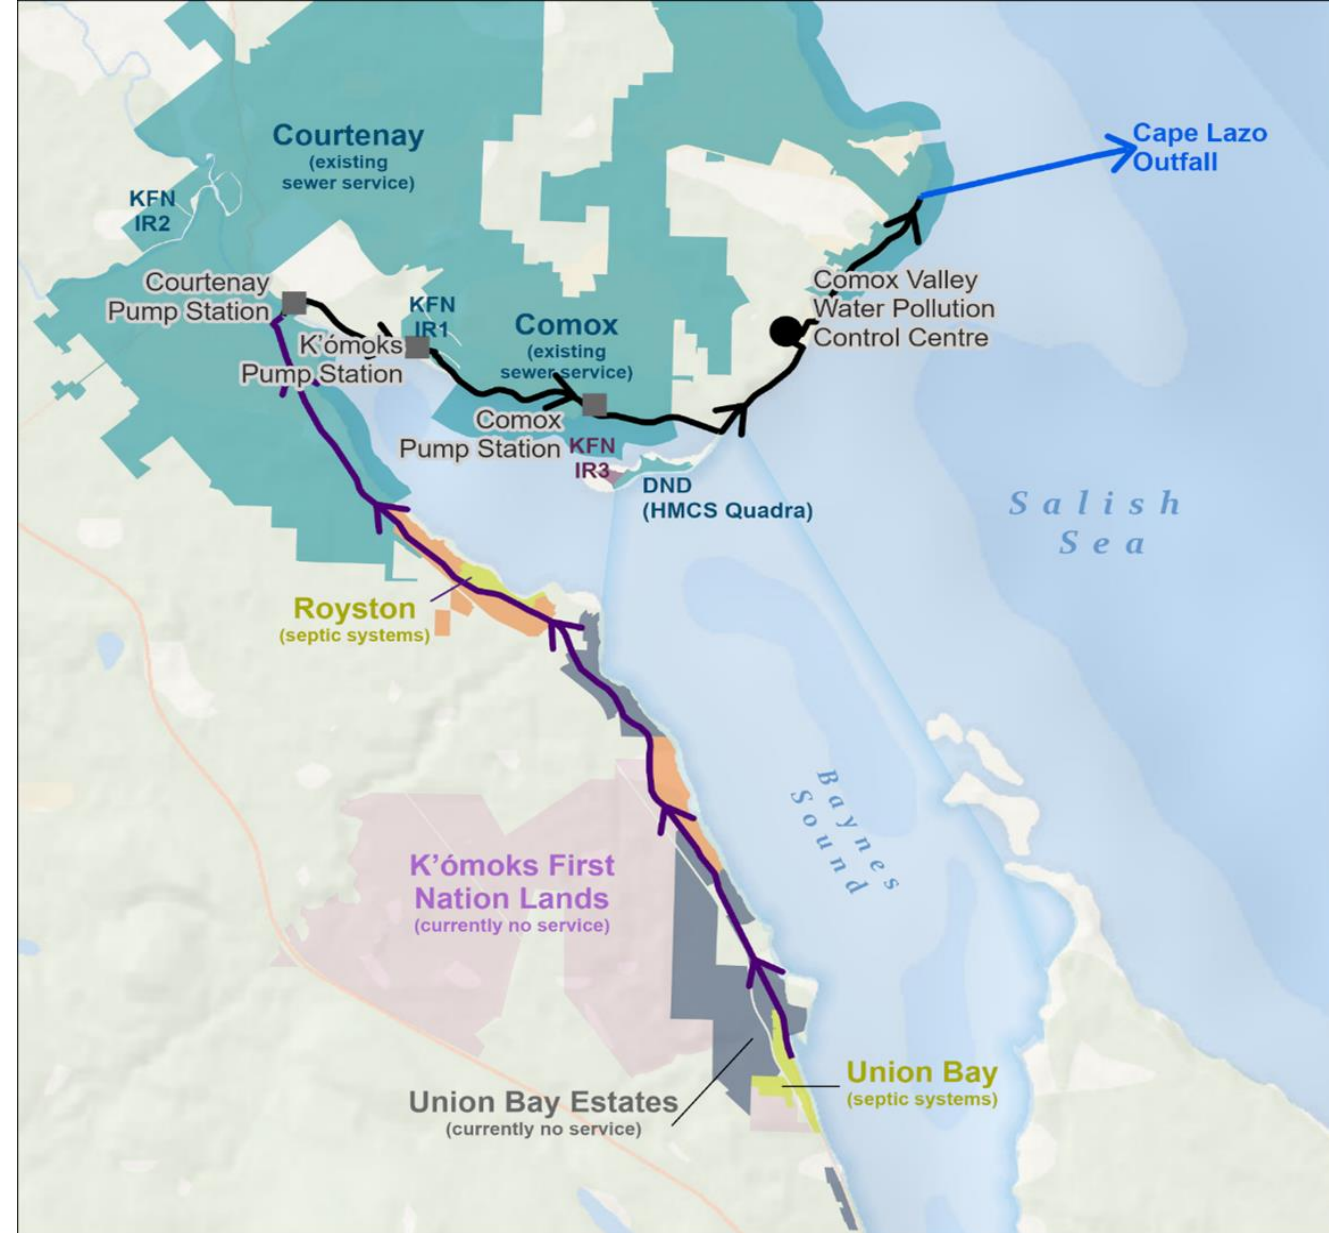 Courtenay
(existing
sewer service)
Cape Lazo
Outfall
KFN
IR2
Courtenay
Pump Station
KFN
IR1
K’ómoks
Pump Station
Comox
(existing
sewer service)
Comox Valley
Water Pollution
Control Centre
Comox
Pump Station
KFN
IR3
DND
(HMCS Quadra)
Salish
Sea
Royston
(septic systems)
Baynes
Sound
K’ómoks First
Nation Lands
(currently no service)
Union Bay
(septic systems)
Union Bay Estates
(currently no service)